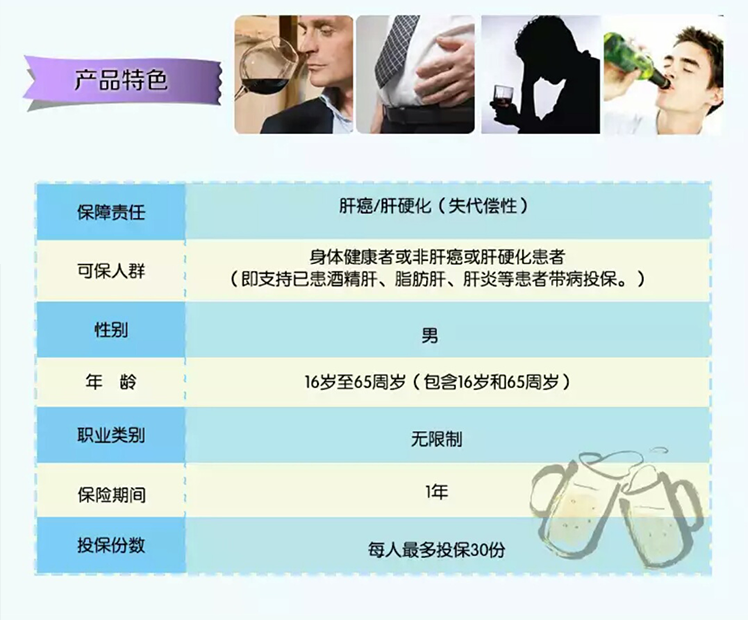 产品特色
保障责任
肝癌/肝硬化（失代偿性）
可保人群
身体健康者或非肝癌或肝硬化患者
（即支持已患酒精肝、脂肪肝、肝炎等患者带病投保。）
性别
男
年 龄
16岁至65周岁（包含16岁和65周岁）
职业类别
无限制
保险期间
1年
投保份数
每人最多投保30份